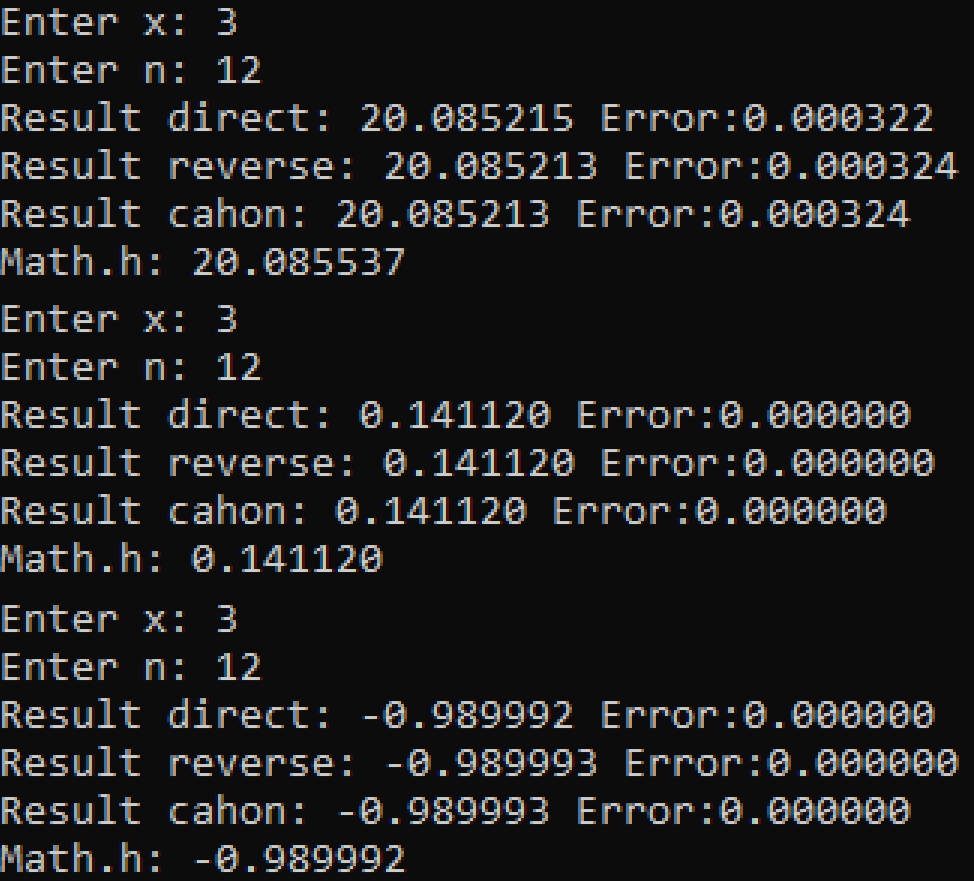 Enter x: 3
Enter n: 12
Result direct: 20.085215 Error:0.000322
Result reverse: 20.085213 Error:0.000324
Result cahon: 20.085213 Error:0.000324
Math.h: 20.085537
Enter x: 3
Enter n: 12
Result direct: 0.141120 Error:0.000000
Result reverse: 0.141120 Error:0.000000
Result cahon: 0.141120 Error:0.000000
Math.h: 0.141120
Enter x: 3
Enter n: 12
Result direct: -0.989992 Error:0.000000
Result reverse: -0.989993 Error:0.000000
Result cahon: -0.989993 Error:0.000000
Math.h: -0.989992